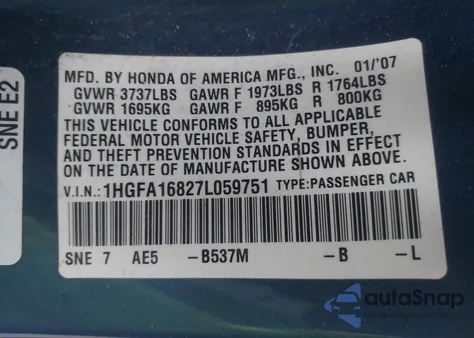 SNE E2
MFD. BY HONDA OF AMERICA MFG., INC. 01/'07
GVWR 3737LBS GAWR F 1973LBS R 1764LBS
GVWR 1695KG GAWR F 895KG R 800KG
THIS VEHICLE CONFORMS TO ALL APPLICABLE
FEDERAL MOTOR VEHICLE SAFETY, BUMPER,
AND THEFT PREVENTION STANDARDS IN EFFECT
ON THE DATE OF MANUFACTURE SHOWN ABOVE.
V.I.N.:1HGFA16827L059751 TYPE:PASSENGER CAR
SNE 7 AE5 -B537M -B -L
autoSnap